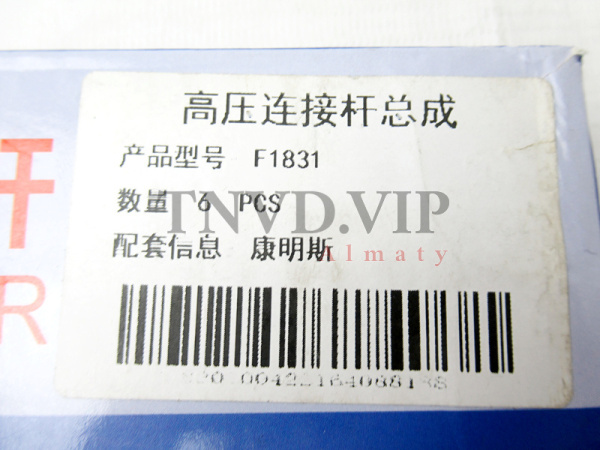 高压连接杆总成
产品型号 F1831
数量 6 PCS
TNVD.VIP
配套信息 康明斯
Almaty
杆
R